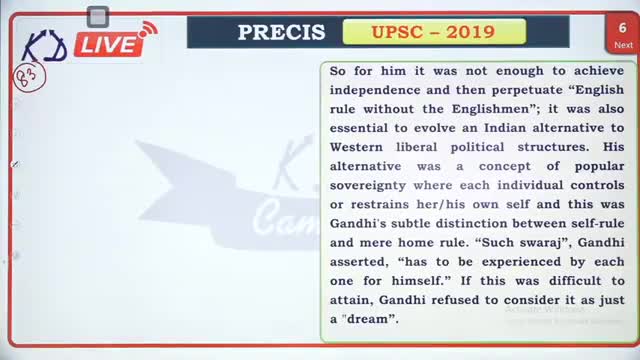 KD LIVE
PRECIS
UPSC – 2019
6
Next
83
So for him it was not enough to achieve
independence and then perpetuate “English
rule without the Englishmen”; it was also
essential to evolve an Indian alternative to
Western liberal political structures. His
alternative was a concept of popular
sovereignty where each individual controls
or restrains her/his own self and this was
Gandhi's subtle distinction between self-rule
and mere home rule. “Such swaraj”, Gandhi
asserted, “has to be experienced by each
one for himself.” If this was difficult to
attain, Gandhi refused to consider it as just
a "dream”.
Activate Windows